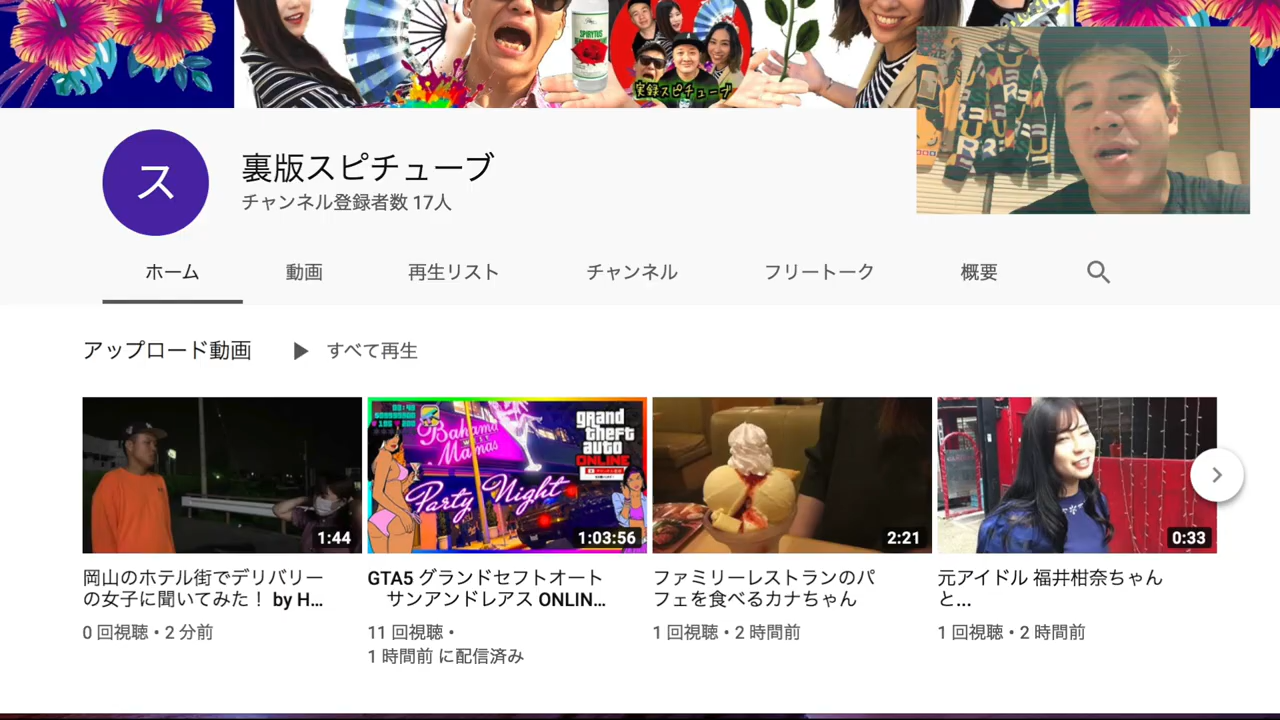 SPIRYTUS
実録スピチューブ
ス
裏版スピチューブ
チャンネル登録者数 17人
ホーム
動画
再生リスト
チャンネル
フリートーク
概要
アップロード動画
すべて再生
1:44
Bahama
Mamas
Party Night
grand
theft
auto
ONLINE
1:03:56
2:21
0:33
岡山のホテル街でデリバリー
の女子に聞いてみた！ by H...
0 回視聴・2 分前
GTA5 グランドセフトオート
サンアンドレアス ONLIN...
11 回視聴・
1 時間前 に配信済み
ファミリーレストランのパ
フェを食べるカナちゃん
1 回視聴・2 時間前
元アイドル 福井柑奈ちゃん
と...
1 回視聴・2 時間前